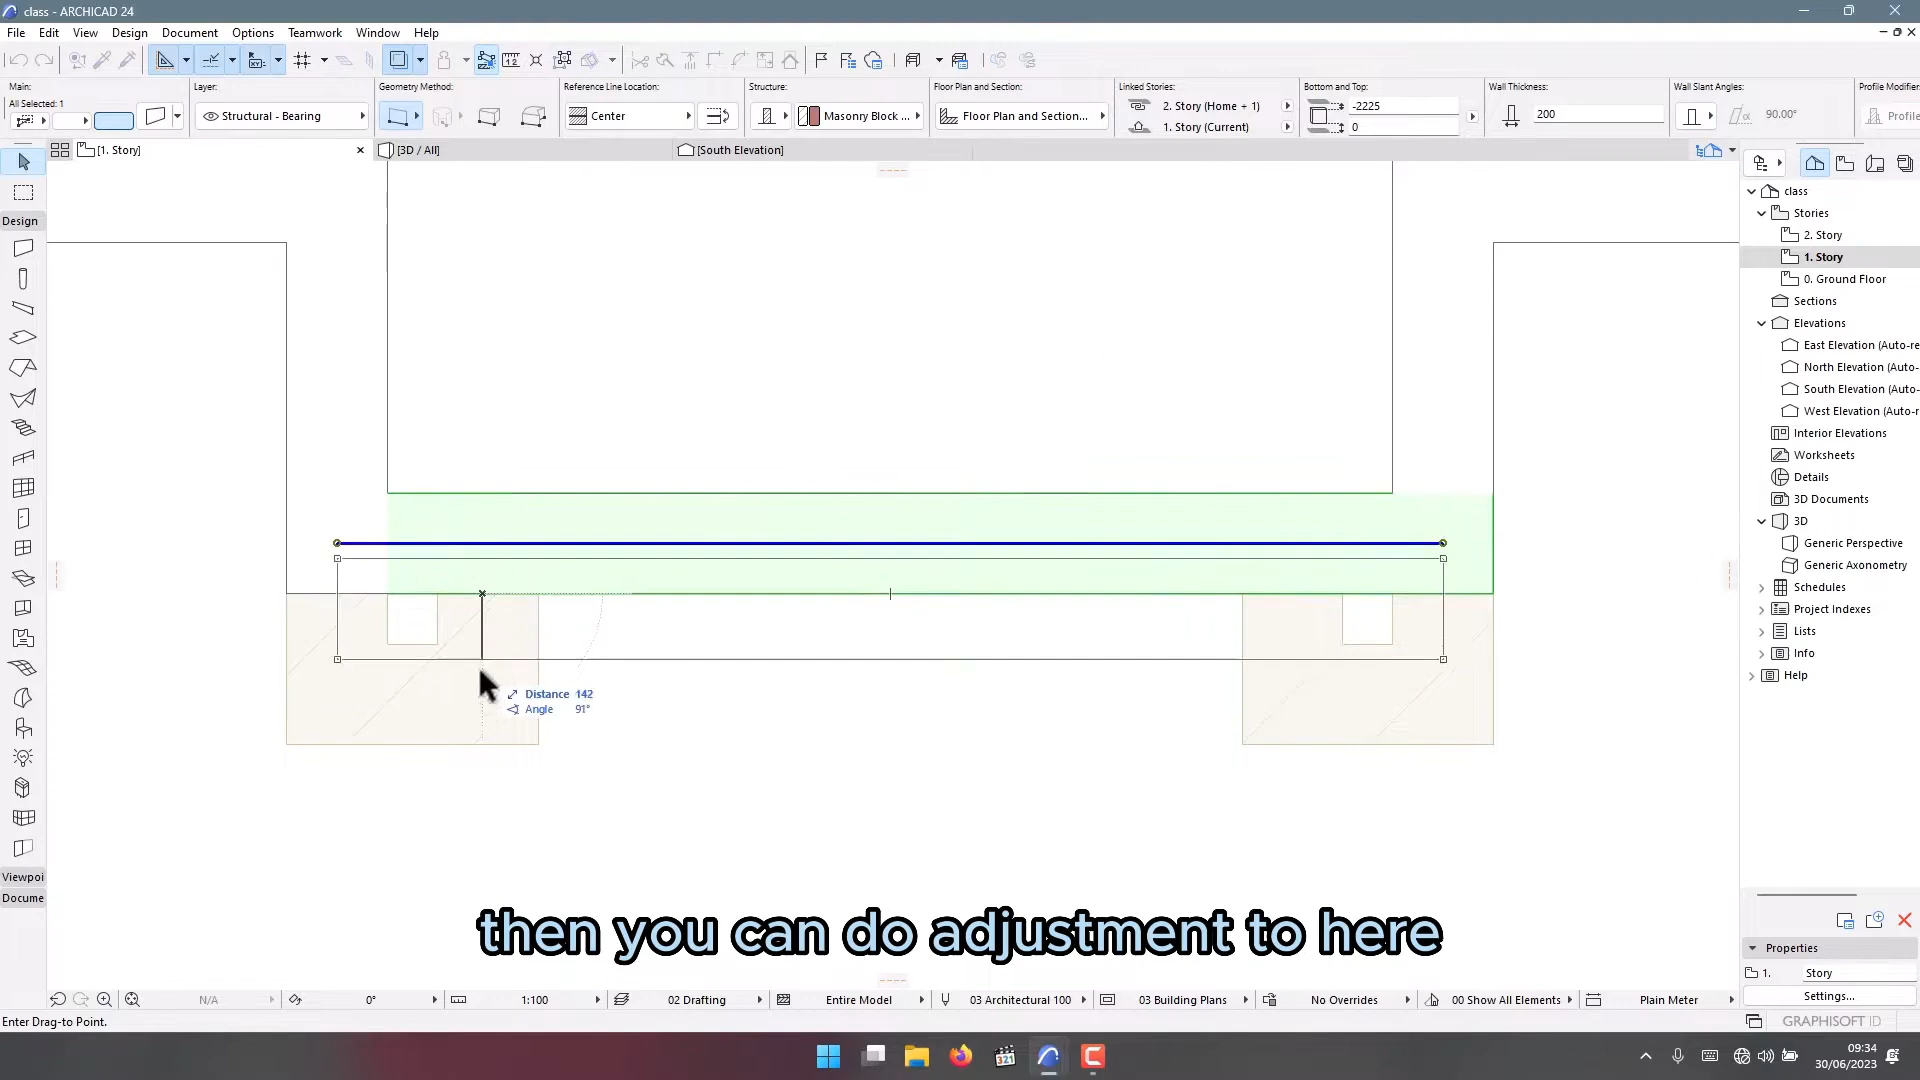 class - ARCHICAD 24
File Edit View Design Document Options Teamwork Window Help
Main: Layer: Geometry Method: Reference Line Location: Structure: Floor Plan and Section: Linked Stories: Bottom and Top: Wall Thickness: Wall Slant Angles: Profile Modifier
All Selected: 1
Structural - Bearing Center Masonry Block ... Floor Plan and Section... 2. Story (Home + 1) -2225 200 90.00° Profile
1. Story (Current) 0
[1. Story] [3D / All] [South Elevation]
Design
Viewpoi
Docume
class
Stories
2. Story
1. Story
0. Ground Floor
Sections
Elevations
East Elevation (Auto-re
North Elevation (Auto-
South Elevation (Auto-
West Elevation (Auto-r
Interior Elevations
Worksheets
Details
3D Documents
3D
Generic Perspective
Generic Axonometry
Schedules
Project Indexes
Lists
Info
Help
Distance 142
Angle 91°
then you can do adjustment to here
Properties
1. Story
Settings...
N/A 0° 1:100 02 Drafting Entire Model 03 Architectural 100 03 Building Plans No Overrides 00 Show All Elements Plain Meter
Enter Drag-to Point.
GRAPHISOFT ID
321
09:34
30/06/2023